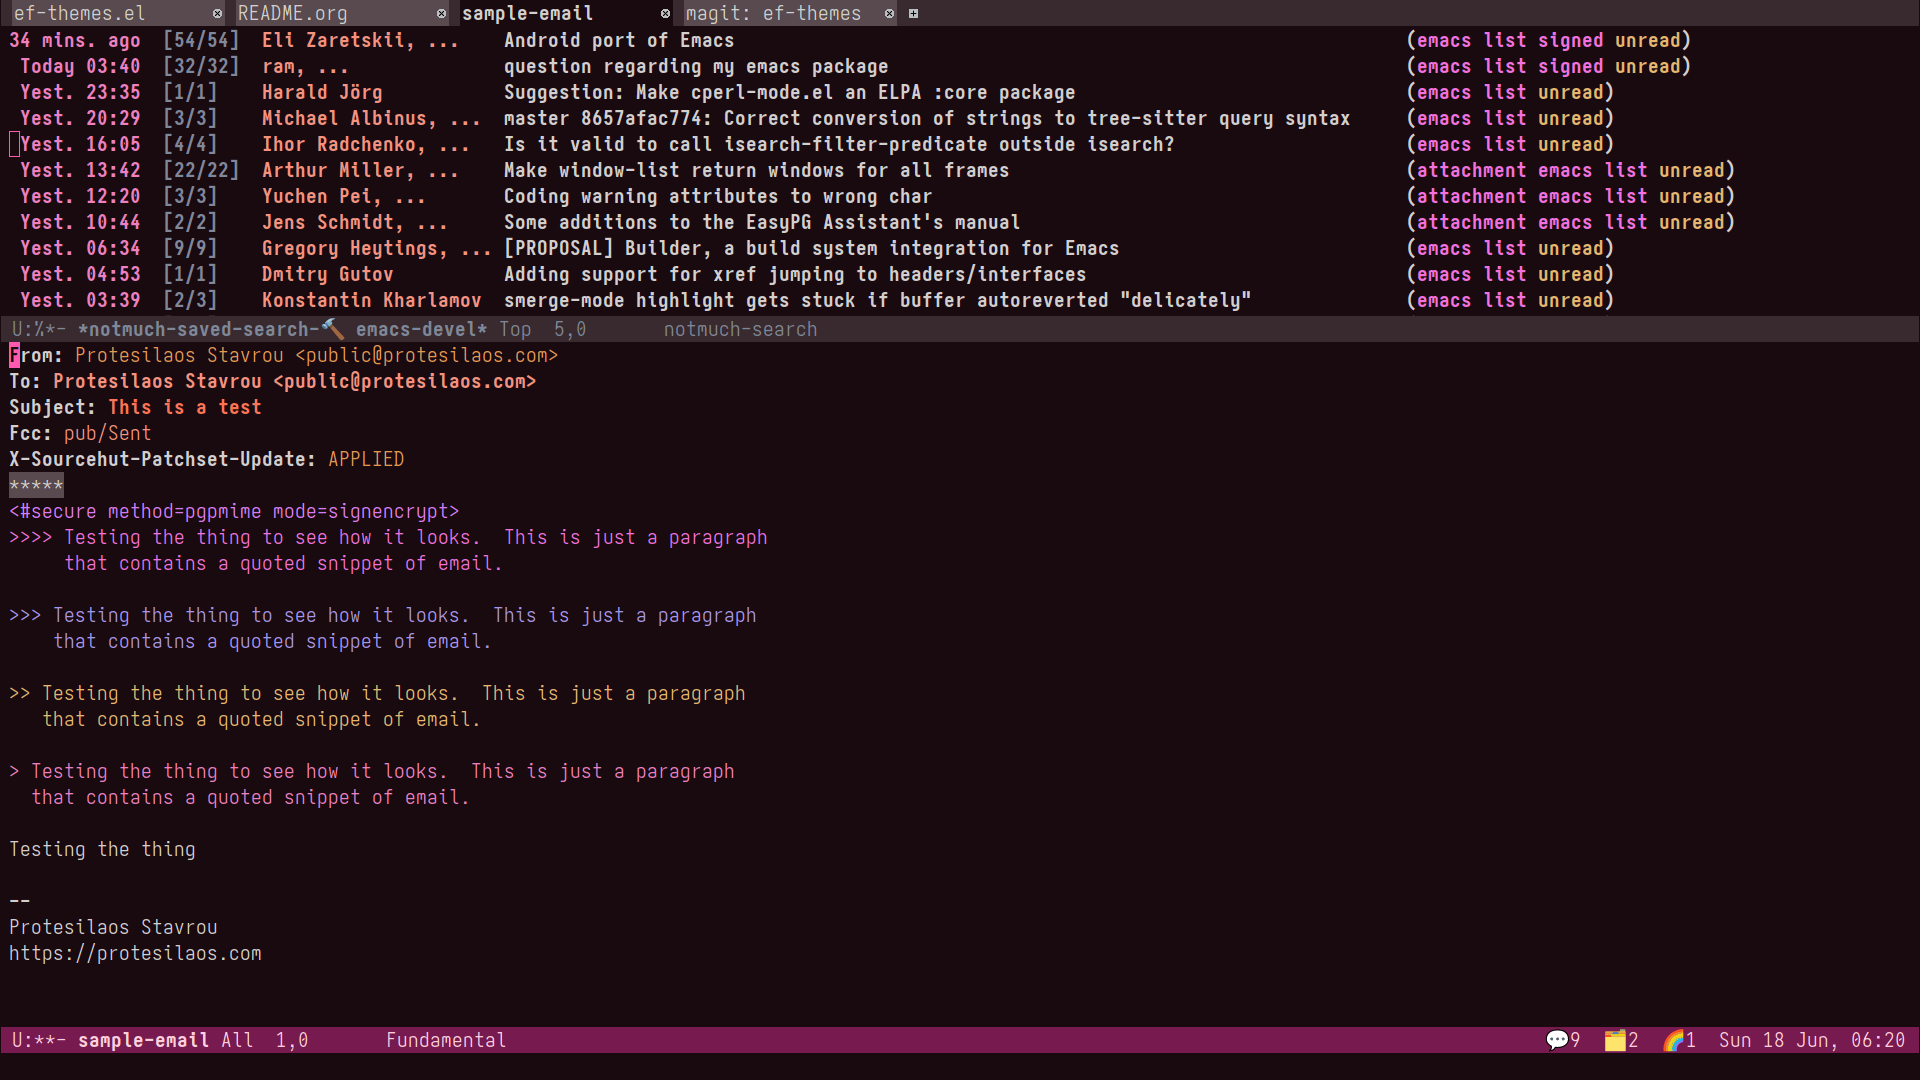 ef-themes.el README.org sample-email magit: ef-themes
34 mins. ago [54/54] Eli Zaretskii, ... Android port of Emacs (emacs list signed unread)
Today 03:40 [32/32] ram, ... question regarding my emacs package (emacs list signed unread)
Yest. 23:35 [1/1] Harald Jörg Suggestion: Make cperl-mode.el an ELPA :core package (emacs list unread)
Yest. 20:29 [3/3] Michael Albinus, ... master 8657afac774: Correct conversion of strings to tree-sitter query syntax (emacs list unread)
Yest. 16:05 [4/4] Ihor Radchenko, ... Is it valid to call isearch-filter-predicate outside isearch? (emacs list unread)
Yest. 13:42 [22/22] Arthur Miller, ... Make window-list return windows for all frames (attachment emacs list unread)
Yest. 12:20 [3/3] Yuchen Pei, ... Coding warning attributes to wrong char (attachment emacs list unread)
Yest. 10:44 [2/2] Jens Schmidt, ... Some additions to the EasyPG Assistant's manual (attachment emacs list unread)
Yest. 06:34 [9/9] Gregory Heytings, ... [PROPOSAL] Builder, a build system integration for Emacs (emacs list unread)
Yest. 04:53 [1/1] Dmitry Gutov Adding support for xref jumping to headers/interfaces (emacs list unread)
Yest. 03:39 [2/3] Konstantin Kharlamov smerge-mode highlight gets stuck if buffer autoreverted "delicately" (emacs list unread)
U:%*- *notmuch-saved-search-🔨 emacs-devel* Top 5,0 notmuch-search
From: Protesilaos Stavrou <public@protesilaos.com>
To: Protesilaos Stavrou <public@protesilaos.com>
Subject: This is a test
Fcc: pub/Sent
X-Sourcehut-Patchset-Update: APPLIED
*****
<#secure method=pgpmime mode=signencrypt>
>>>> Testing the thing to see how it looks.  This is just a paragraph
     that contains a quoted snippet of email.
>>> Testing the thing to see how it looks.  This is just a paragraph
    that contains a quoted snippet of email.
>> Testing the thing to see how it looks.  This is just a paragraph
   that contains a quoted snippet of email.
> Testing the thing to see how it looks.  This is just a paragraph
  that contains a quoted snippet of email.
Testing the thing
--
Protesilaos Stavrou
https://protesilaos.com
U:**- sample-email All 1,0 Fundamental 💬9 🗂️2 🌈1 Sun 18 Jun, 06:20